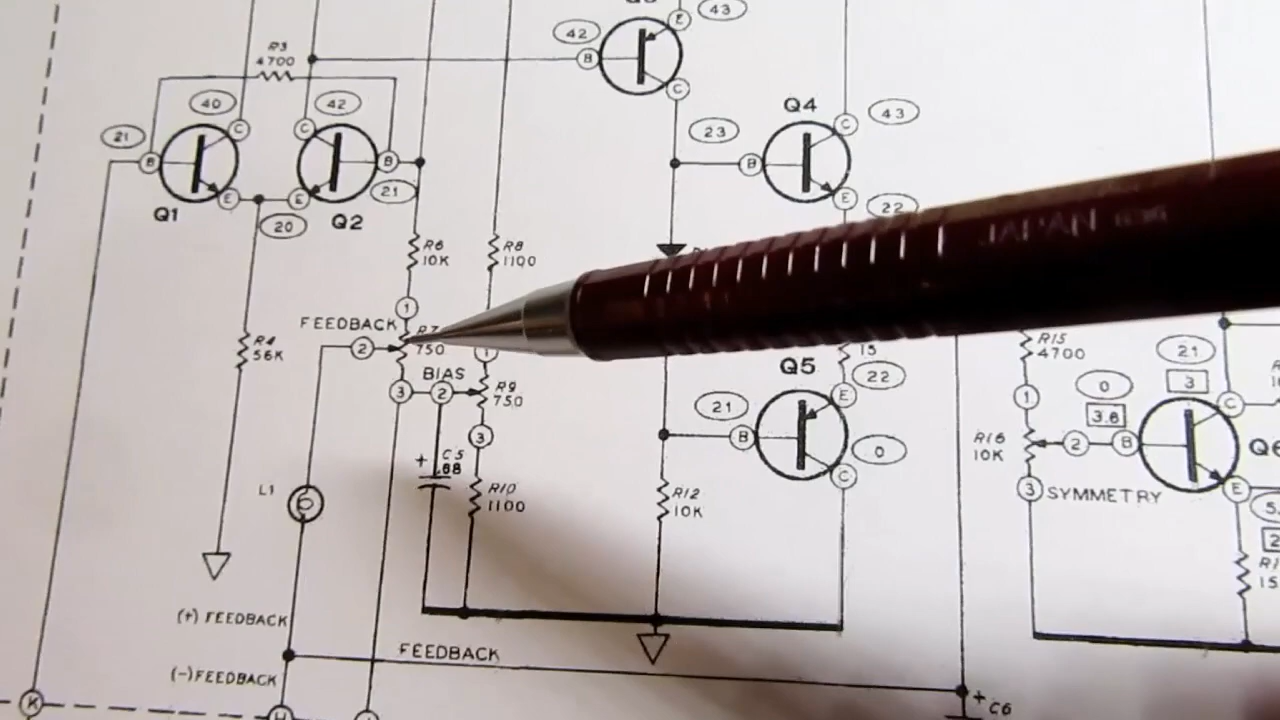 43
42
E
B
R3
4700
C
Q4
40
42
43
C
23
21
C
C
B
B
B
21
E
E
E
Q1
20
Q2
22
R6
10K
R8
1100
1
FEEDBACK
R7
2
750
1
R4
56K
3
BIAS
2
R9
750
3
+
C5
.68
L1
R10
1100
15
Q5
22
E
21
B
0
C
R12
10K
R15
4700
21
3
0
3.6
1
C
R16
10K
2
B
Q6
3
SYMMETRY
E
15
(+) FEEDBACK
FEEDBACK
(-) FEEDBACK
K
H
+
C6
JAPAN